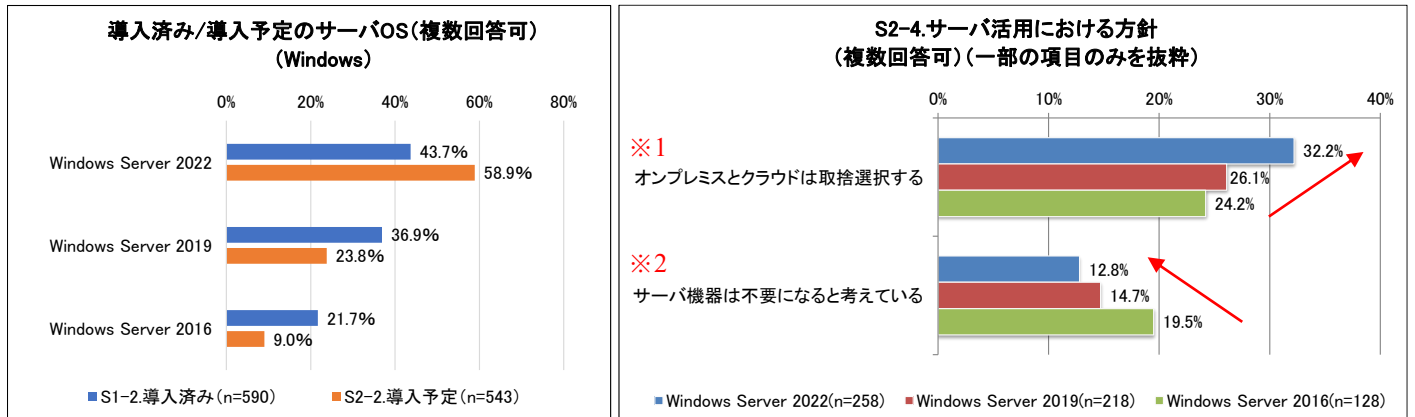 導入済み/導入予定のサーバOS(複数回答可)
(Windows)
0% 20% 40% 60% 80%
Windows Server 2022
43.7%
58.9%
Windows Server 2019
36.9%
23.8%
Windows Server 2016
21.7%
9.0%
S1-2.導入済み(n=590) S2-2.導入予定(n=543)
S2-4.サーバ活用における方針
(複数回答可)(一部の項目のみを抜粋)
0% 10% 20% 30% 40%
※1
オンプレミスとクラウドは取捨選択する
32.2%
26.1%
24.2%
※2
サーバ機器は不要になると考えている
12.8%
14.7%
19.5%
Windows Server 2022(n=258) Windows Server 2019(n=218) Windows Server 2016(n=128)